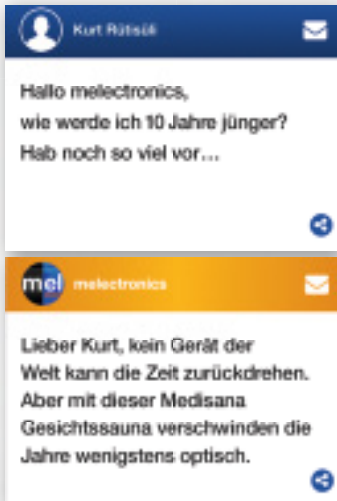 Kurt Rütisüli
Hallo melectronics,
wie werde ich 10 Jahre jünger?
Hab noch so viel vor...
mel melectronics
Lieber Kurt, kein Gerät der
Welt kann die Zeit zurückdrehen.
Aber mit dieser Medisana
Gesichtssauna verschwinden die
Jahre wenigstens optisch.